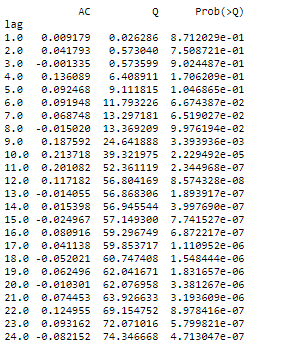 AC Q Prob(>Q)
lag
1.0 0.009179 0.026286 8.712029e-01
2.0 0.041793 0.573040 7.508721e-01
3.0 -0.001335 0.573599 9.024487e-01
4.0 0.136089 6.408911 1.706209e-01
5.0 0.092468 9.111815 1.046865e-01
6.0 0.091948 11.793226 6.674387e-02
7.0 0.068748 13.297181 6.519027e-02
8.0 -0.015020 13.369209 9.976194e-02
9.0 0.187592 24.641888 3.393936e-03
10.0 0.213718 39.321975 2.229492e-05
11.0 0.201082 52.361119 2.344968e-07
12.0 0.117182 56.804169 8.574328e-08
13.0 -0.014055 56.868306 1.893917e-07
14.0 0.015398 56.945544 3.997690e-07
15.0 -0.024967 57.149300 7.741527e-07
16.0 0.080916 59.296749 6.872217e-07
17.0 0.041138 59.853717 1.110952e-06
18.0 -0.052021 60.747408 1.548444e-06
19.0 0.062496 62.041671 1.831657e-06
20.0 -0.010301 62.076958 3.381267e-06
21.0 0.074453 63.926633 3.193609e-06
22.0 0.124955 69.154752 8.978416e-07
23.0 0.093162 72.071016 5.799821e-07
24.0 -0.082152 74.346668 4.713047e-07